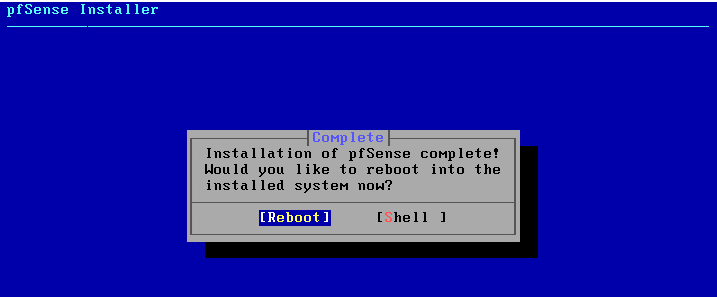 pfSense Installer
Complete
Installation of pfSense complete!
Would you like to reboot into the
installed system now?
[Reboot] [Shell ]